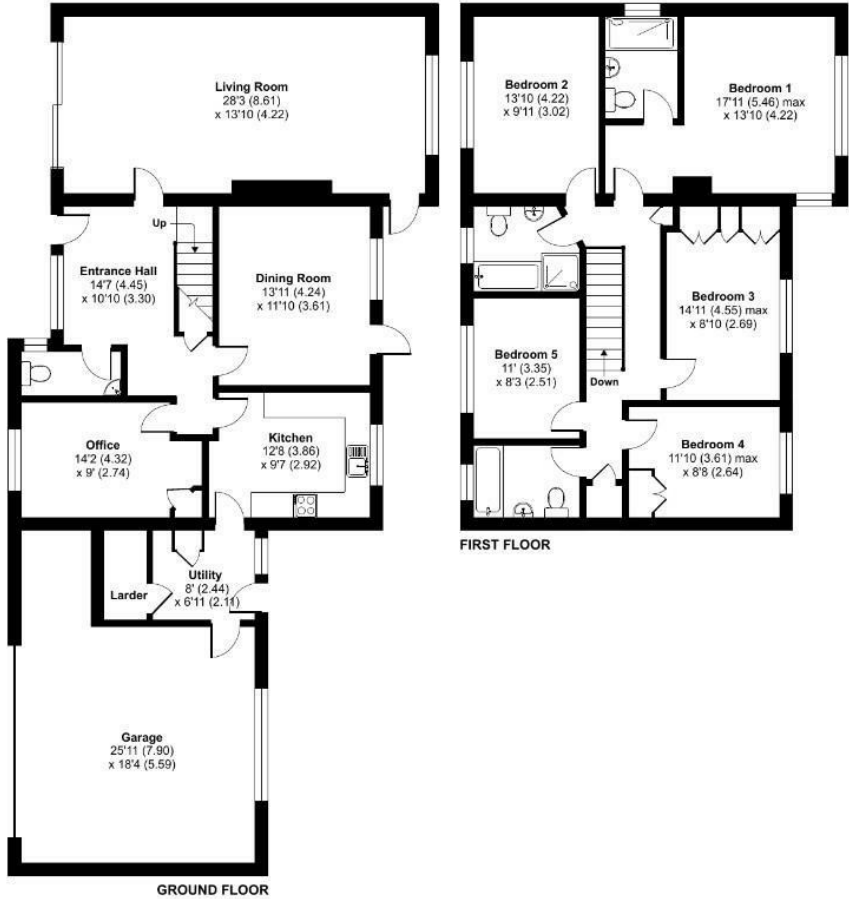 Living Room
28'3 (8.61)
x 13'10 (4.22)
Up
Entrance Hall
14'7 (4.45)
x 10'10 (3.30)
Dining Room
13'11 (4.24)
x 11'10 (3.61)
Office
14'2 (4.32)
x 9' (2.74)
Kitchen
12'8 (3.86)
x 9'7 (2.92)
Utility
8' (2.44)
x 6'11 (2.11)
Larder
Garage
25'11 (7.90)
x 18'4 (5.59)
GROUND FLOOR
Bedroom 2
13'10 (4.22)
x 9'11 (3.02)
Bedroom 1
17'11 (5.46) max
x 13'10 (4.22)
Bedroom 3
14'11 (4.55) max
x 8'10 (2.69)
Bedroom 5
11' (3.35)
x 8'3 (2.51)
Down
Bedroom 4
11'10 (3.61) max
x 8'8 (2.64)
FIRST FLOOR